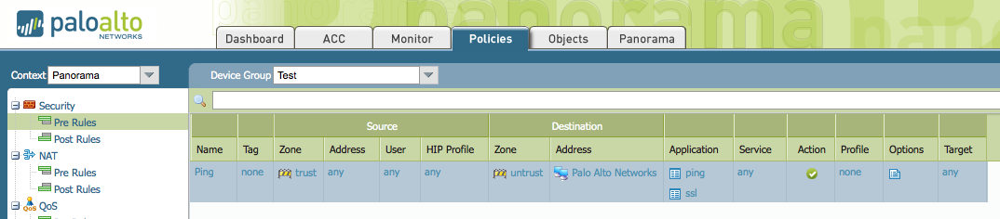 paloalto
NETWORKS
panorama
Dashboard ACC Monitor Policies Objects Panorama
Context Panorama Device Group Test
Security
Pre Rules
Post Rules
NAT
Pre Rules
Post Rules
QoS
Source Destination
Name Tag Zone Address User HIP Profile Zone Address Application Service Action Profile Options Target
Ping none trust any any any untrust Palo Alto Networks ping any none any
ssl